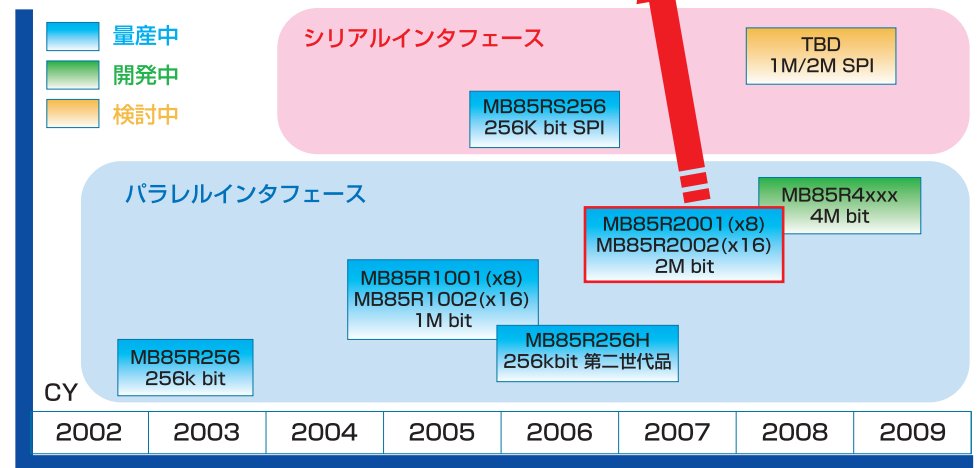 量産中
開発中
検討中
シリアルインタフェース
TBD
1M/2M SPI
MB85RS256
256K bit SPI
パラレルインタフェース
MB85R4xxx
4M bit
MB85R2001(x8)
MB85R2002(x16)
2M bit
MB85R1001(x8)
MB85R1002(x16)
1M bit
MB85R256H
256kbit 第二世代品
MB85R256
256k bit
CY
2002 2003 2004 2005 2006 2007 2008 2009